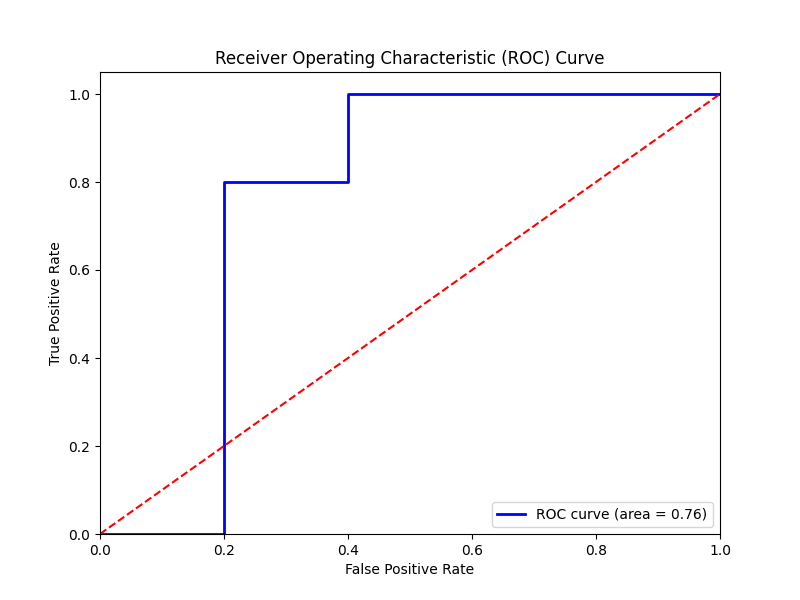 Receiver Operating Characteristic (ROC) Curve
1.0
0.8
0.6
0.4
0.2
0.0
True Positive Rate
ROC curve (area = 0.76)
0.0 0.2 0.4 0.6 0.8 1.0
False Positive Rate